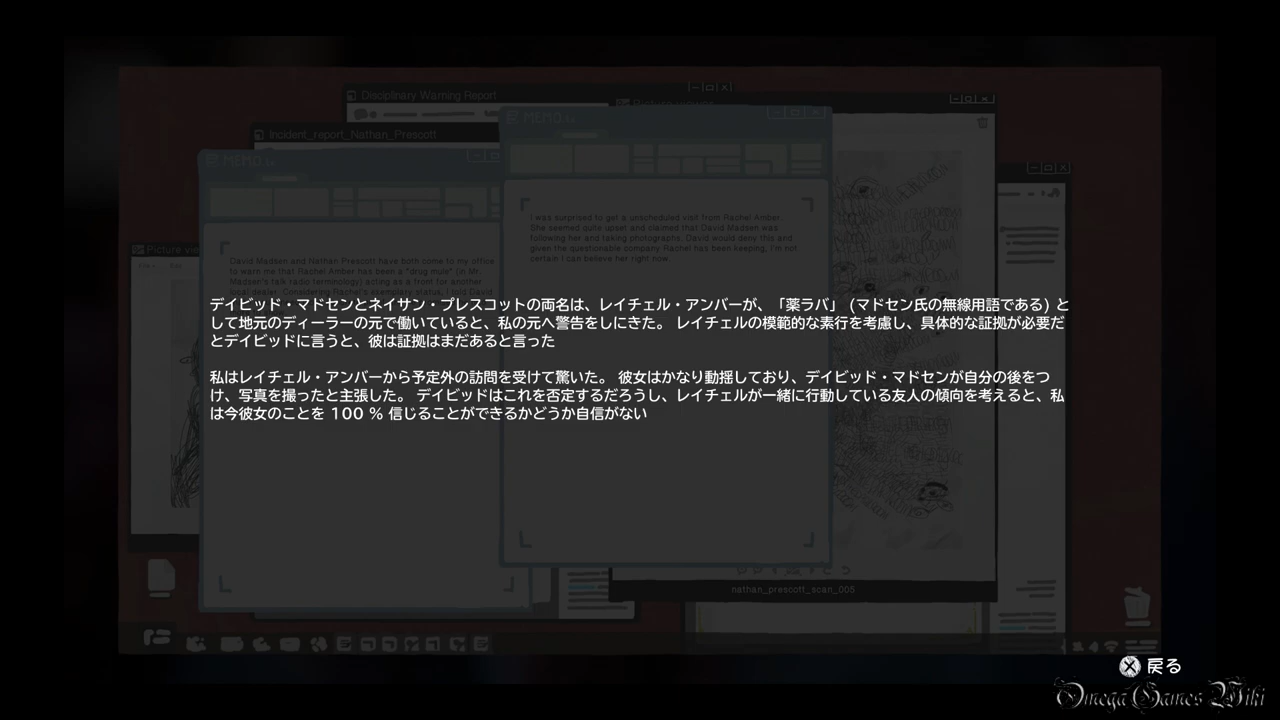 Disciplinary Warning Report
Picture viewer
Incident_report_Nathan_Prescott
MEMO
MEMO
I was surprised to get a unscheduled visit from Rachel Amber.
She seemed quite upset and claimed that David Madsen was
following her and taking photographs. David would deny this and
given the questionable company Rachel has been keeping, I'm not
certain I can believe her right now.
Picture vie
David Madsen and Nathan Prescott have both come to my office
to warn me that Rachel Amber has been a "drug mule" (in Mr.
Madsen's talk radio terminology) acting as a front for another
local dealer. Considering Rachel's exemplary status, I told David
デイビッド・マドセンとネイサン・プレスコットの両名は、レイチェル・アンバーが、「薬ラバ」 (マドセン氏の無線用語である) と
して地元のディーラーの元で働いていると、私の元へ警告をしにきた。 レイチェルの模範的な素行を考慮し、具体的な証拠が必要だ
とデイビッドに言うと、彼は証拠はまだあると言った
私はレイチェル・アンバーから予定外の訪問を受けて驚いた。 彼女はかなり動揺しており、デイビッド・マドセンが自分の後をつ
け、写真を撮ったと主張した。 デイビッドはこれを否定するだろうし、レイチェルが一緒に行動している友人の傾向を考えると、私
は今彼女のことを 100 % 信じることができるかどうか自信がない
nathan_prescott_scan_005
戻る
Omega Games Wiki